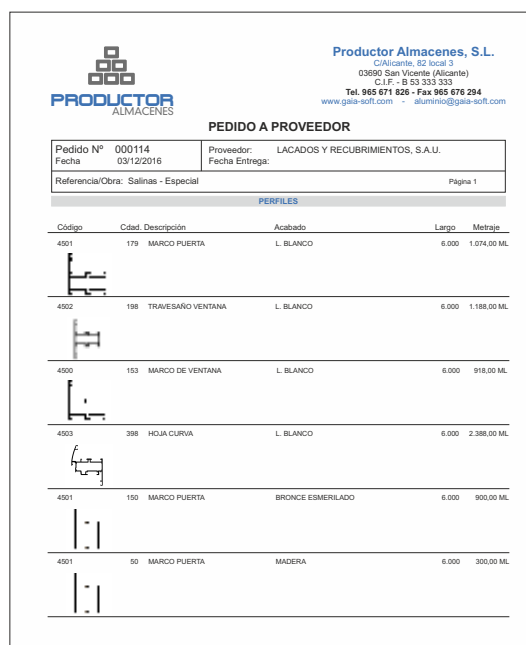 PRODUCTOR
ALMACENES
Productor Almacenes, S.L.
C/Alicante, 82 local 3
03690 San Vicente (Alicante)
C.I.F. - B 53 333 333
Tel. 965 671 826 - Fax 965 676 294
www.gaia-soft.com - aluminio@gaia-soft.com
PEDIDO A PROVEEDOR
Pedido Nº 000114
Fecha 03/12/2016
Proveedor: LACADOS Y RECUBRIMIENTOS, S.A.U.
Fecha Entrega:
Referencia/Obra: Salinas - Especial Página 1
PERFILES
Código Cdad. Descripción Acabado Largo Metraje
4501 179 MARCO PUERTA L. BLANCO 6.000 1.074,00 ML
4502 198 TRAVESAÑO VENTANA L. BLANCO 6.000 1.188,00 ML
4500 153 MARCO DE VENTANA L. BLANCO 6.000 918,00 ML
4503 398 HOJA CURVA L. BLANCO 6.000 2.388,00 ML
4501 150 MARCO PUERTA BRONCE ESMERILADO 6.000 900,00 ML
4501 50 MARCO PUERTA MADERA 6.000 300,00 ML